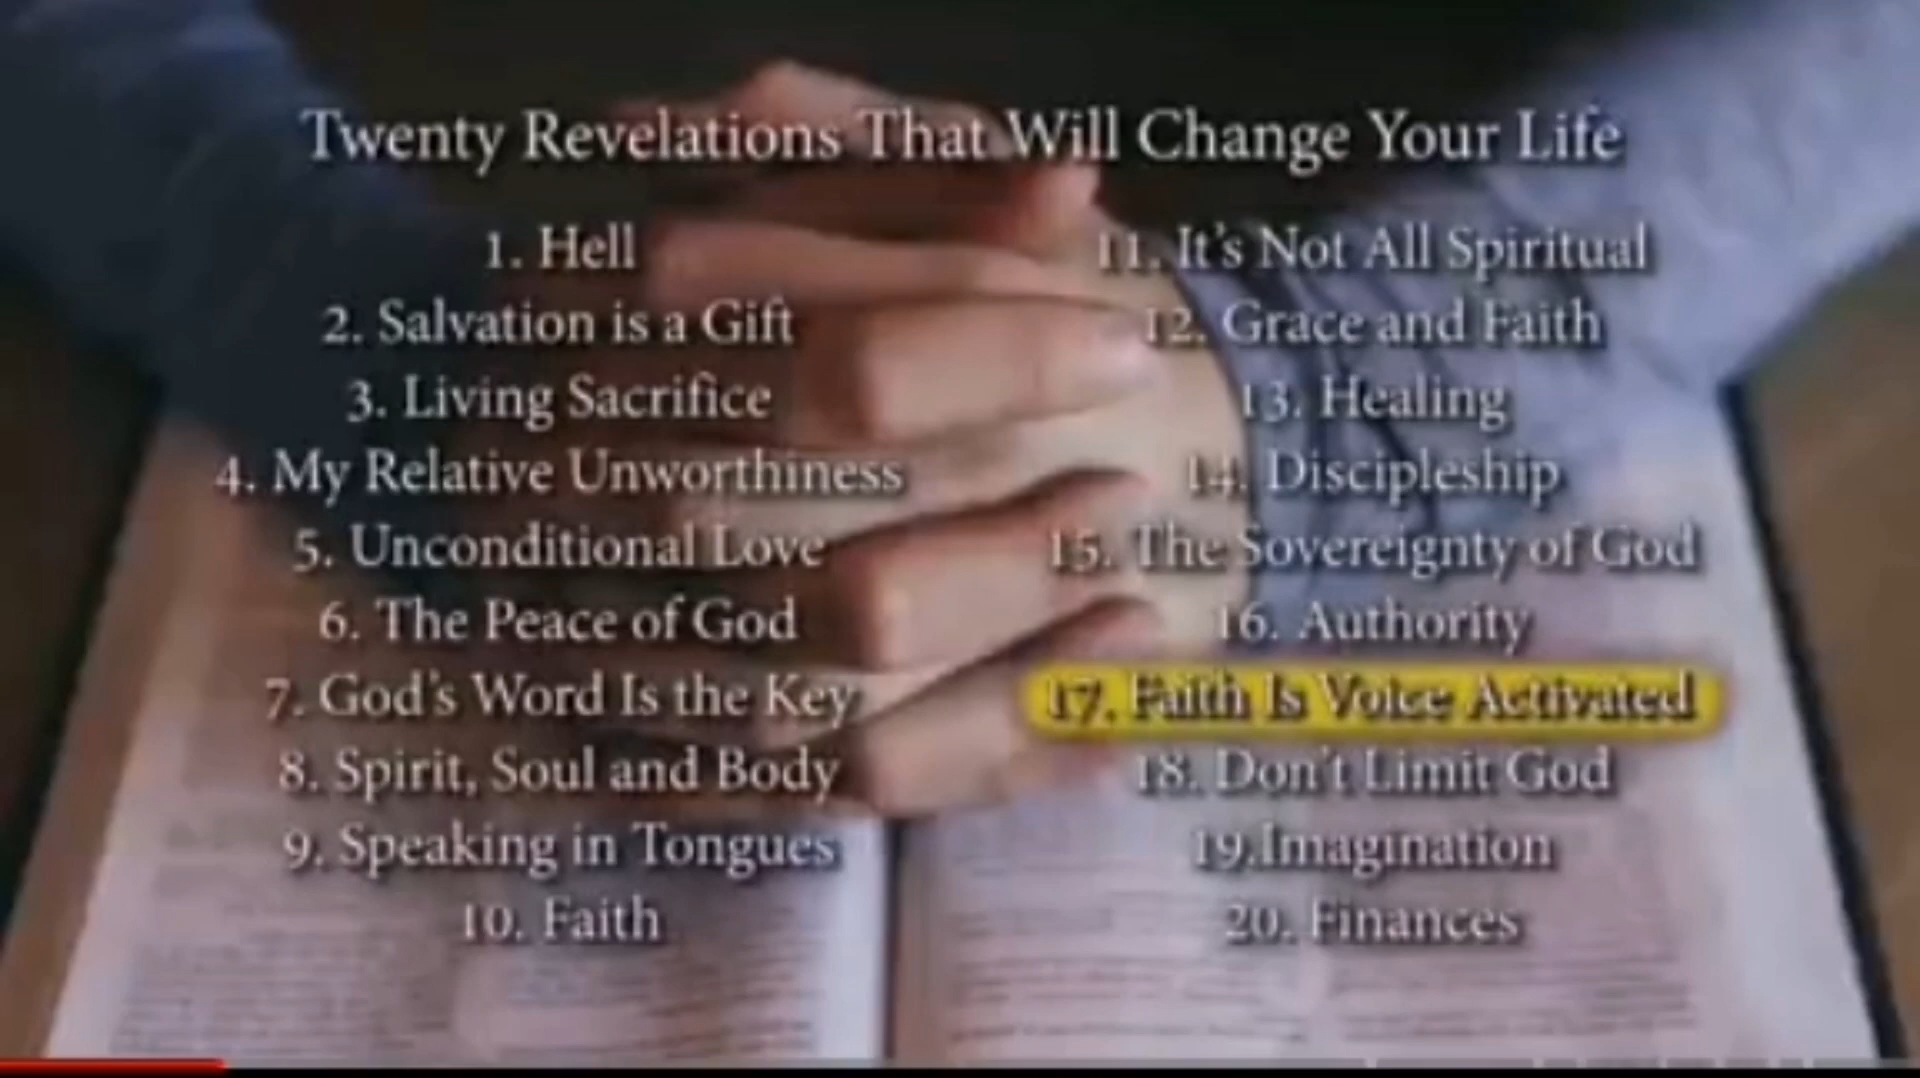 Twenty Revelations That Will Change Your Life
1. Hell
2. Salvation is a Gift
3. Living Sacrifice
4. My Relative Unworthiness
5. Unconditional Love
6. The Peace of God
7. God's Word Is the Key
8. Spirit, Soul and Body
9. Speaking in Tongues
10. Faith
11. It's Not All Spiritual
12. Grace and Faith
13. Healing
14. Discipleship
15. The Sovereignty of God
16. Authority
17. Faith Is Voice Activated
18. Don't Limit God
19.Imagination
20. Finances